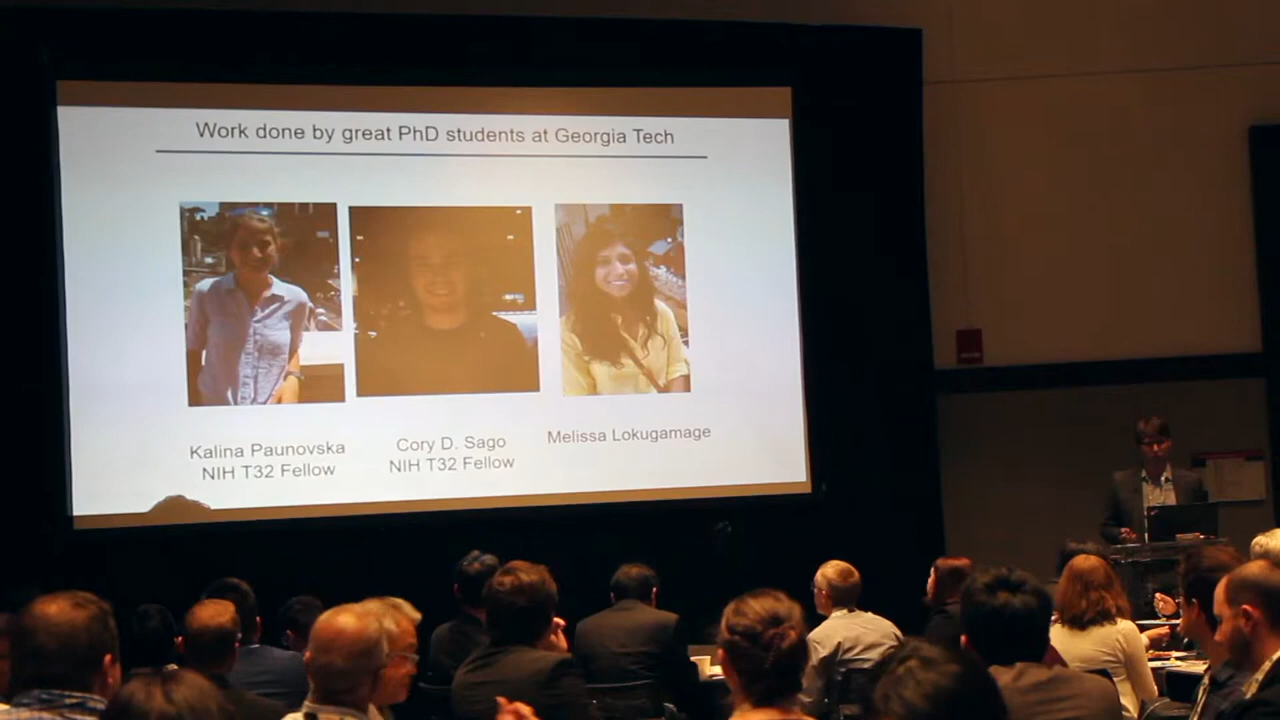 Work done by great PhD students at Georgia Tech
Kalina Paunovska
NIH T32 Fellow
Cory D. Sago
NIH T32 Fellow
Melissa Lokugamage